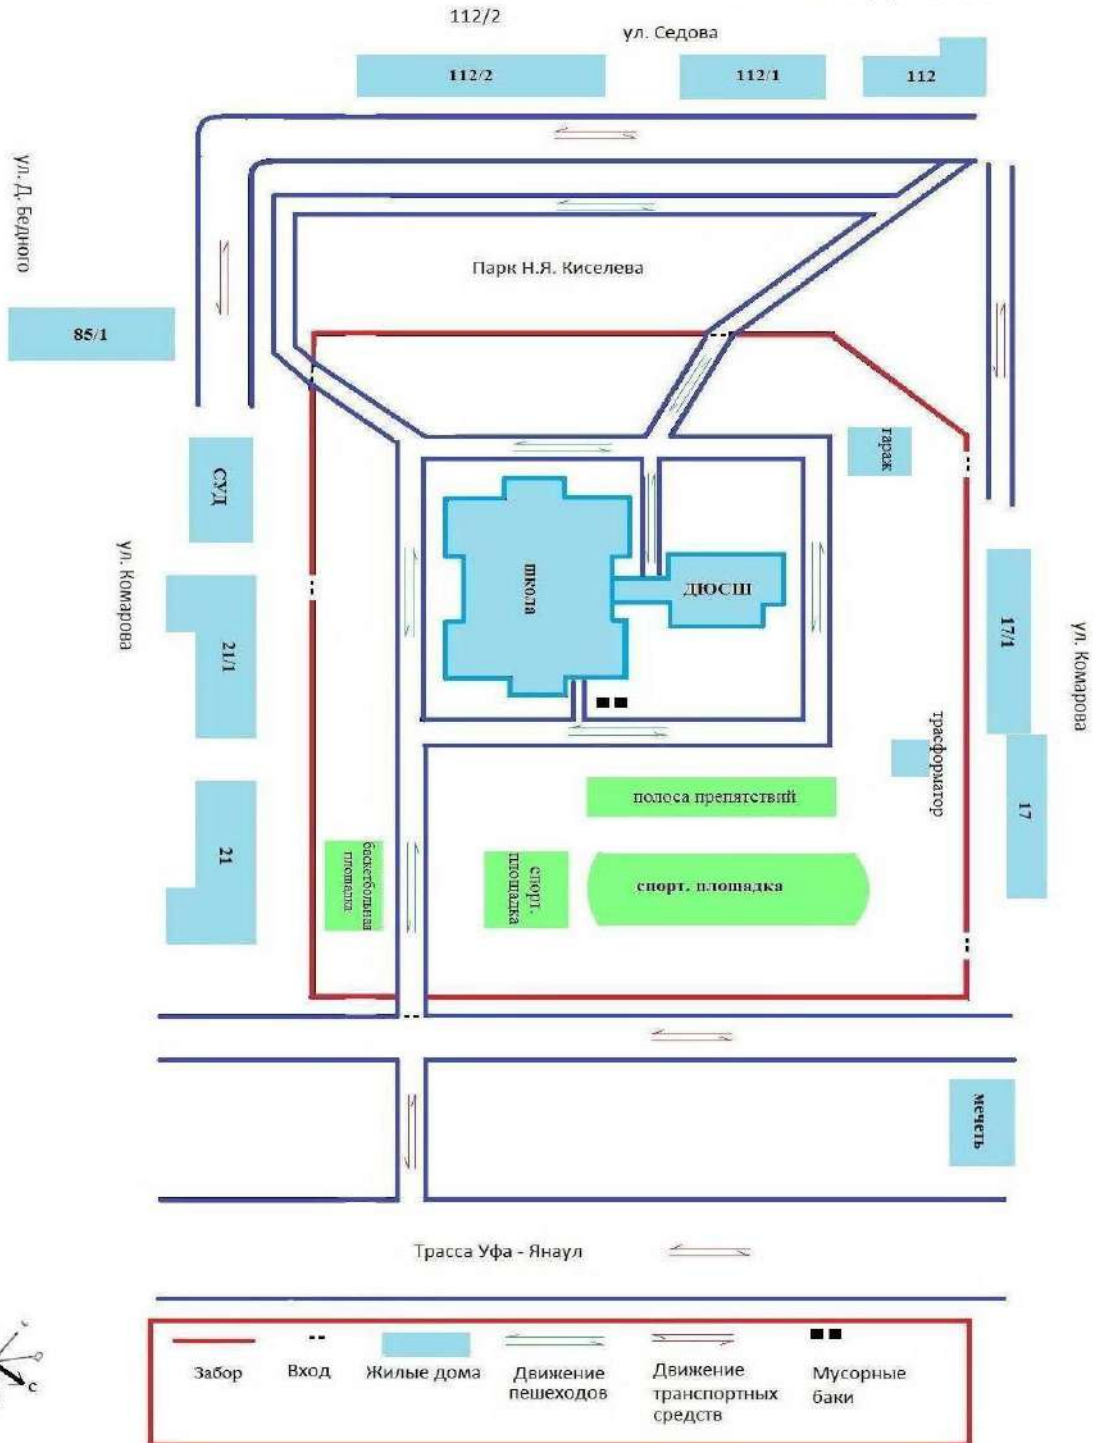 112/2
ул. Седова
112/2
112/1
112
ул. Д. Бедного
Парк Н.Я. Киселева
85/1
гараж
СУД
школа
ДЮСШ
ул. Комарова
21/1
17/1
ул. Комарова
трасформатор
17
полоса препятствий
21
баскетбольная
площадка
спорт.
площадка
спорт. площадка
мечеть
Трасса Уфа - Янаул
Забор
Вход
Жилые дома
Движение
пешеходов
Движение
транспортных
средств
Мусорные
баки
с